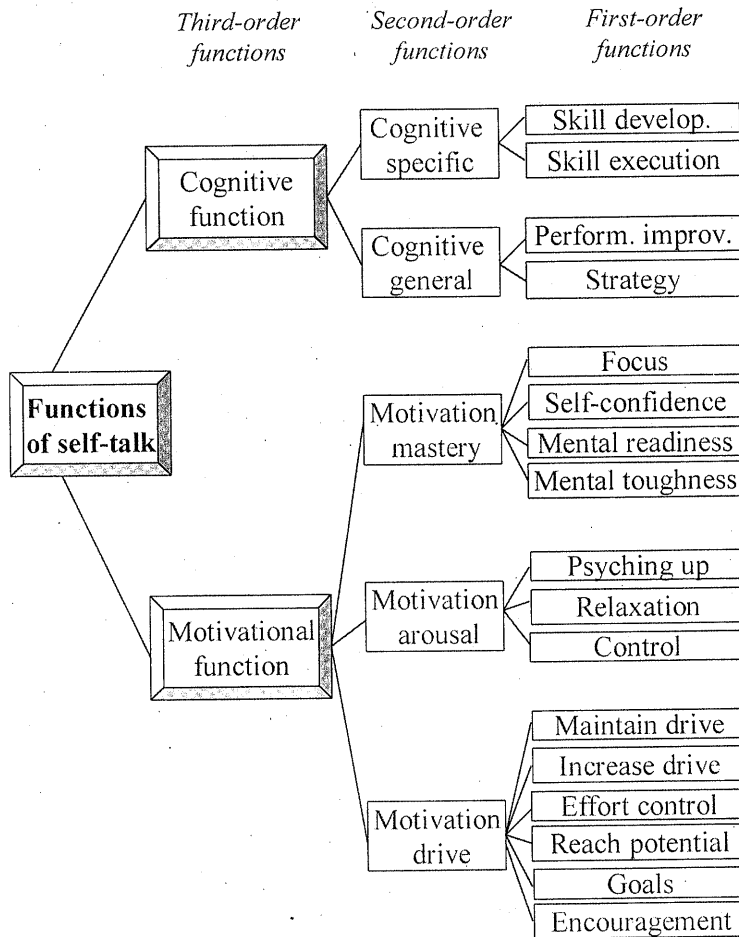 Third-order
functions
Second-order
functions
First-order
functions
Cognitive
function
Cognitive
specific
Skill develop.
Skill execution
Cognitive
general
Perform. improv.
Strategy
Functions
of self-talk
Motivational
function
Motivation
mastery
Focus
Self-confidence
Mental readiness
Mental toughness
Motivation
arousal
Psyching up
Relaxation
Control
Motivation
drive
Maintain drive
Increase drive
Effort control
Reach potential
Goals
Encouragement